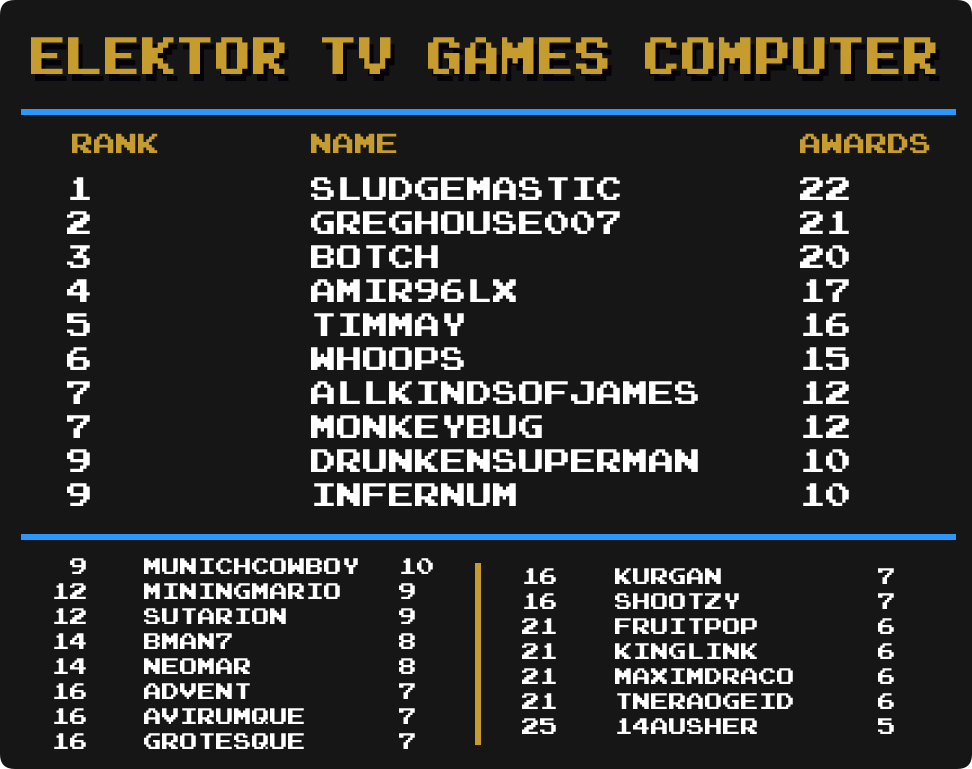 ELEKTOR TV GAMES COMPUTER
RANK NAME AWARDS
1 SLUDGEMASTIC 22
2 GREGHOUSE007 21
3 BOTCH 20
4 AMIR96LX 17
5 TIMMAY 16
6 WHOOPS 15
7 ALLKINDSOFJAMES 12
7 MONKEYBUG 12
9 DRUNKENSUPERMAN 10
9 INFERNUM 10
9 MUNICHCOWBOY 10
12 MININGMARIO 9
12 SUTARION 9
14 BMAN7 8
14 NEOMAR 8
16 ADVENT 7
16 AVIRUMQUE 7
16 GROTESQUE 7
16 KURGAN 7
16 SHOOTZY 7
21 FRUITPOP 6
21 KINGLINK 6
21 MAXIMDRACO 6
21 TNERAOGEID 6
25 14AUSHER 5